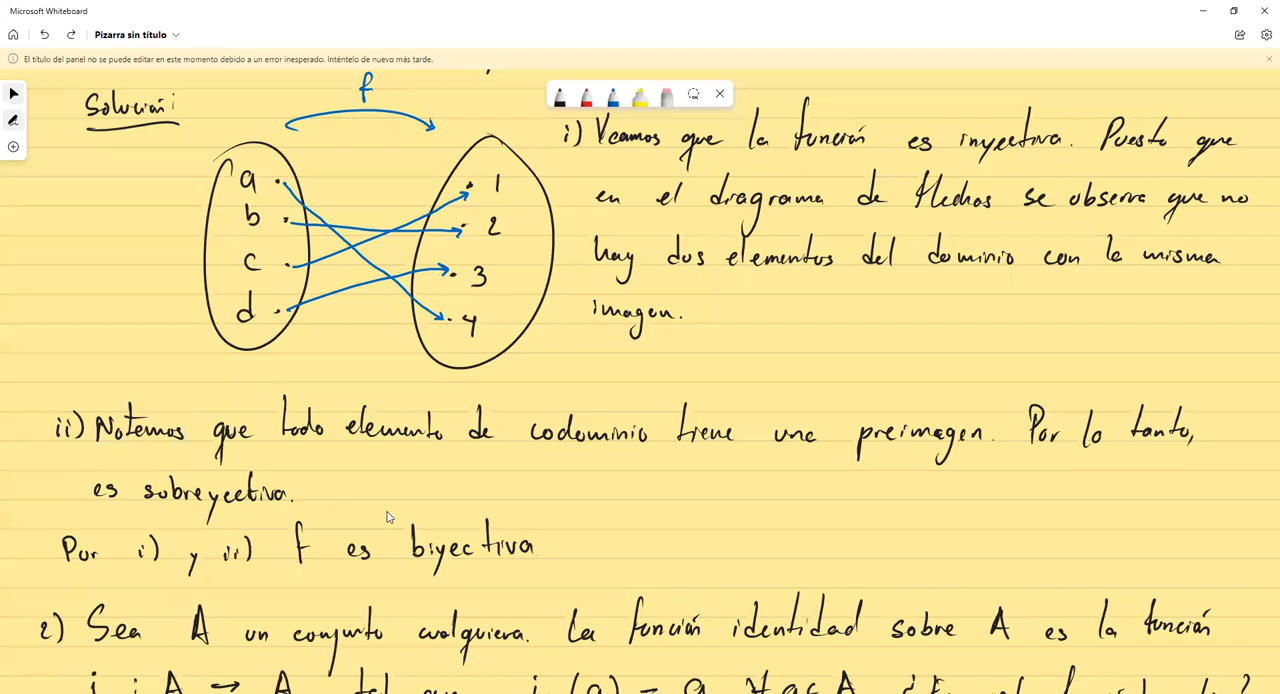 Microsoft Whiteboard
Pizarra sin título
El título del panel no se puede editar en este momento debido a un error inesperado. Inténtelo de nuevo más tarde.
Solución:
f
a
b
c
d
1
2
3
4
i) Veamos que la función es inyectiva. Puesto que
en el diagrama de flechas se observa que no
hay dos elementos del dominio con la misma
imagen.
ii) Notemos que todo elemento de codominio tiene una preimagen. Por lo tanto,
es sobreyectiva.
Por i) y ii) f es biyectiva
2) Sea A un conjunto cualquiera. La función identidad sobre A es la función
i : A → A tal que i (a) = a ∀ a ∈ A